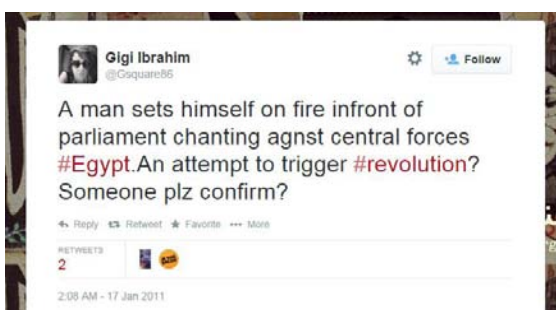 Gigi Ibrahim
@Gsquare86
Follow
A man sets himself on fire infront of
parliament chanting agnst central forces
#Egypt.An attempt to trigger #revolution?
Someone plz confirm?
Reply Retweet Favorite More
RETWEETS
2
2:08 AM - 17 Jan 2011